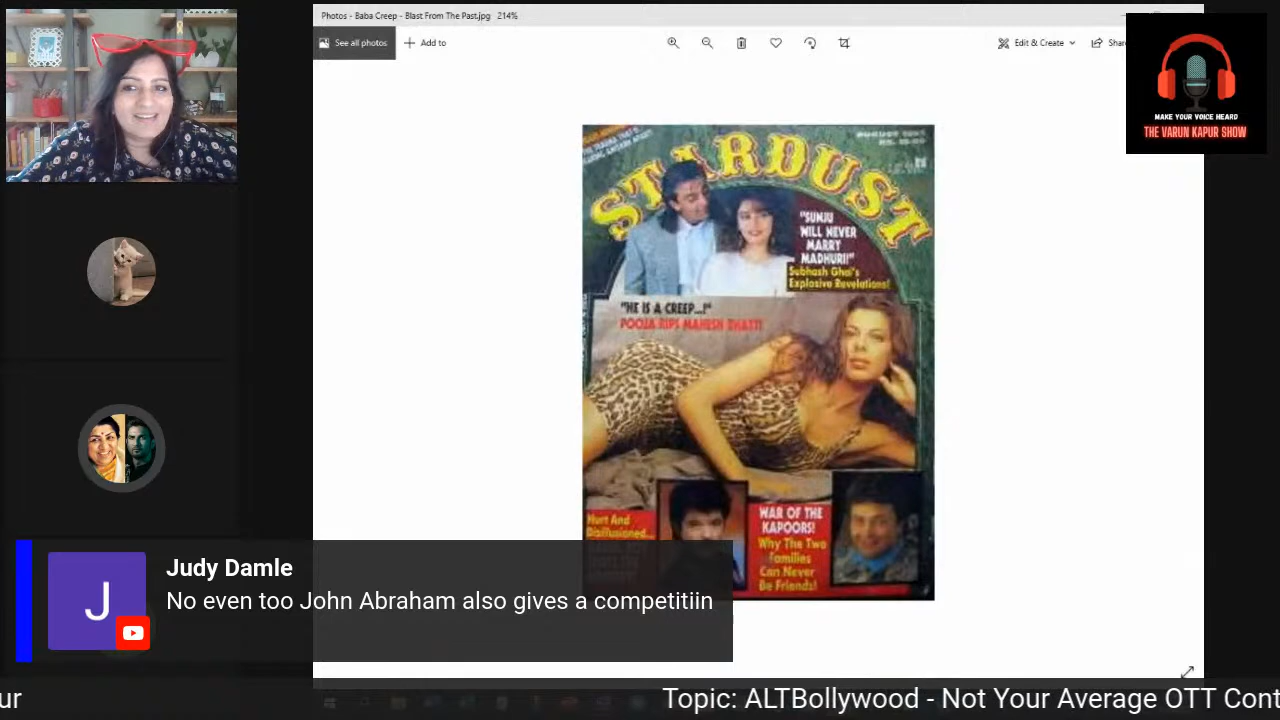 Photos - Baba Creep - Blast From The Past.jpg 214%
See all photos
Add to
Edit & Create
Share
MAKE YOUR VOICE HEARD
THE VARUN KAPUR SHOW
STARDUST
"SUNJU
WILL NEVER
MARRY
MADHURI!"
Subhash Ghai's
Explosive Revelations!
"HE IS A CREEP...!"
POOJA RIPS MAHESH BHATT!
Hurt And
Disillusioned...
WAR OF THE
KAPOORS!
Why The Two
Families
Can Never
Be Friends!
J
Judy Damle
No even too John Abraham also gives a competitiin
ur
Topic: ALTBollywood - Not Your Average OTT Cont